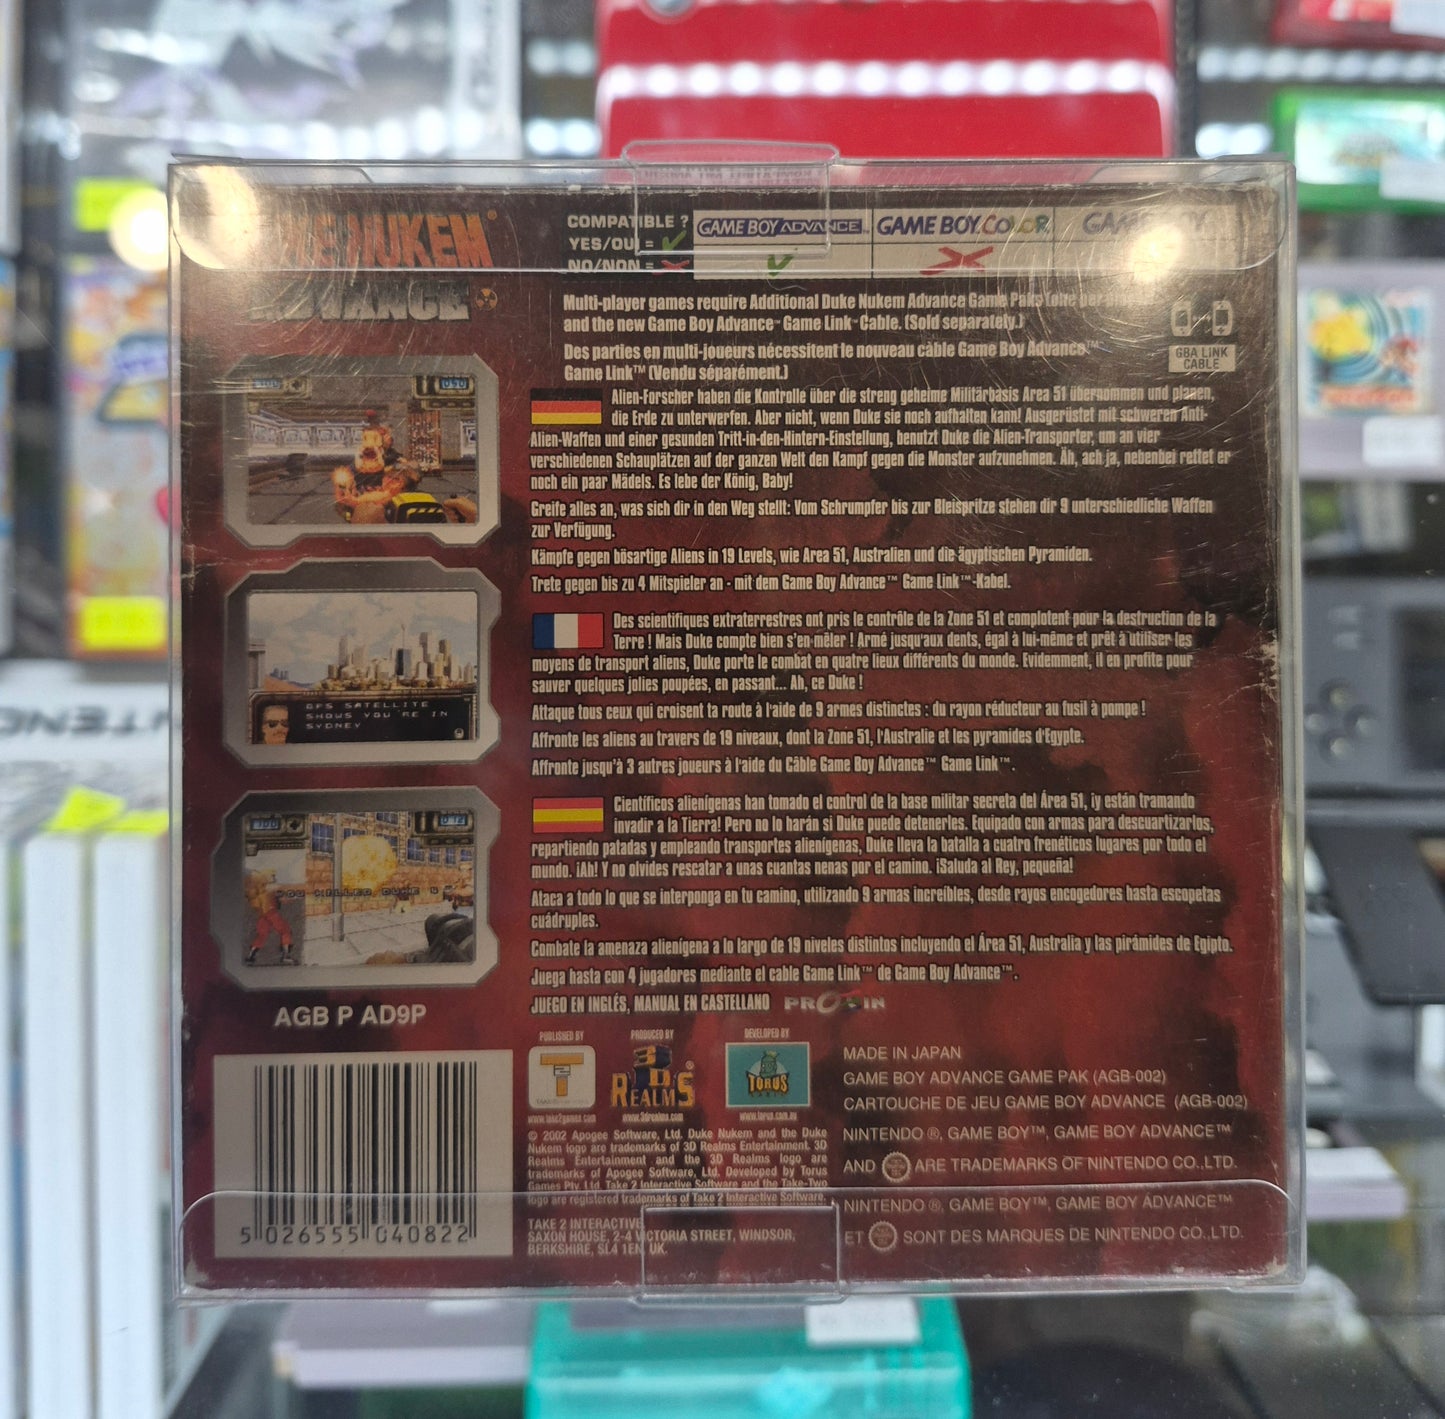 NUKEM
ADVANCE
COMPATIBLE ?
YES/OUI =
NO/NON =
GAME BOY ADVANCE
GAME BOY COLOR
GAME BOY
Multi-player games require Additional Duke Nukem Advance Game Paks
and the new Game Boy Advance™ Game Link™ Cable. (Sold separately.)
Des parties en multi-joueurs nécessitent le nouveau câble Game Boy Advance™
Game Link™ (Vendu séparément.)
GBA LINK
CABLE
Alien-Forscher haben die Kontrolle über die streng geheime Militärbasis Area 51 übernommen und planen,
die Erde zu unterwerfen. Aber nicht, wenn Duke sie noch aufhalten kann! Ausgerüstet mit schweren Anti-
Alien-Waffen und einer gesunden Tritt-in-den-Hintern-Einstellung, benutzt Duke die Alien-Transporter, um an vier
verschiedenen Schauplätzen auf der ganzen Welt den Kampf gegen die Monster aufzunehmen. Äh, ach ja, nebenbei rettet er
noch ein paar Mädels. Es lebe der König, Baby!
Greife alles an, was sich dir in den Weg stellt: Vom Schrumpfer bis zur Bleispritze stehen dir 9 unterschiedliche Waffen
zur Verfügung.
Kämpfe gegen bösartige Aliens in 19 Levels, wie Area 51, Australien und die ägyptischen Pyramiden.
Trete gegen bis zu 4 Mitspieler an - mit dem Game Boy Advance™ Game Link™-Kabel.
Des scientifiques extraterrestres ont pris le contrôle de la Zone 51 et complotent pour la destruction de la
Terre ! Mais Duke compte bien s'en mêler ! Armé jusqu'aux dents, égal à lui-même et prêt à utiliser les
moyens de transport aliens, Duke porte le combat en quatre lieux différents du monde. Evidemment, il en profite pour
sauver quelques jolies poupées, en passant... Ah, ce Duke !
Attaque tous ceux qui croisent ta route à l'aide de 9 armes distinctes : du rayon réducteur au fusil à pompe !
Affronte les aliens au travers de 19 niveaux, dont la Zone 51, l'Australie et les pyramides d'Egypte.
Affronte jusqu'à 3 autres joueurs à l'aide du Câble Game Boy Advance™ Game Link™.
Científicos alienígenas han tomado el control de la base militar secreta del Área 51, ¡y están tramando
invadir a la Tierra! Pero no lo harán si Duke puede detenerles. Equipado con armas para descuartizarlos,
repartiendo patadas y empleando transportes alienígenas, Duke lleva la batalla a cuatro frenéticos lugares por todo el
mundo. ¡Ah! Y no olvides rescatar a unas cuantas nenas por el camino. ¡Saluda al Rey, pequeña!
Ataca a todo lo que se interponga en tu camino, utilizando 9 armas increíbles, desde rayos encogedores hasta escopetas
cuádruples.
Combate la amenaza alienígena a lo largo de 19 niveles distintos incluyendo el Área 51, Australia y las pirámides de Egipto.
Juega hasta con 4 jugadores mediante el cable Game Link™ de Game Boy Advance™.
JUEGO EN INGLÉS, MANUAL EN CASTELLANO PROEIN
GPS SATELLITE
SHOWS YOU'RE IN
SYDNEY
YOU KILLED DUKE 4
AGB P AD9P
5 026555 040822
PUBLISHED BY
T2
www.take2games.com
PRODUCED BY
3D
REALMS®
www.3drealms.com
DEVELOPED BY
TORUS
GAMES
www.torus.com.au
© 2002 Apogee Software, Ltd. Duke Nukem and the Duke
Nukem logo are trademarks of 3D Realms Entertainment. 3D
Realms Entertainment and the 3D Realms logo are
trademarks of Apogee Software, Ltd. Developed by Torus
Games Pty. Ltd. Take 2 Interactive Software and the Take-Two
logo are registered trademarks of Take 2 Interactive Software.
TAKE 2 INTERACTIVE
SAXON HOUSE, 2-4 VICTORIA STREET, WINDSOR,
BERKSHIRE, SL4 1EN, UK.
MADE IN JAPAN
GAME BOY ADVANCE GAME PAK (AGB-002)
CARTOUCHE DE JEU GAME BOY ADVANCE (AGB-002)
NINTENDO ®, GAME BOY™, GAME BOY ADVANCE™
AND ARE TRADEMARKS OF NINTENDO CO.,LTD.
NINTENDO ®, GAME BOY™, GAME BOY ADVANCE™
ET SONT DES MARQUES DE NINTENDO CO.,LTD.